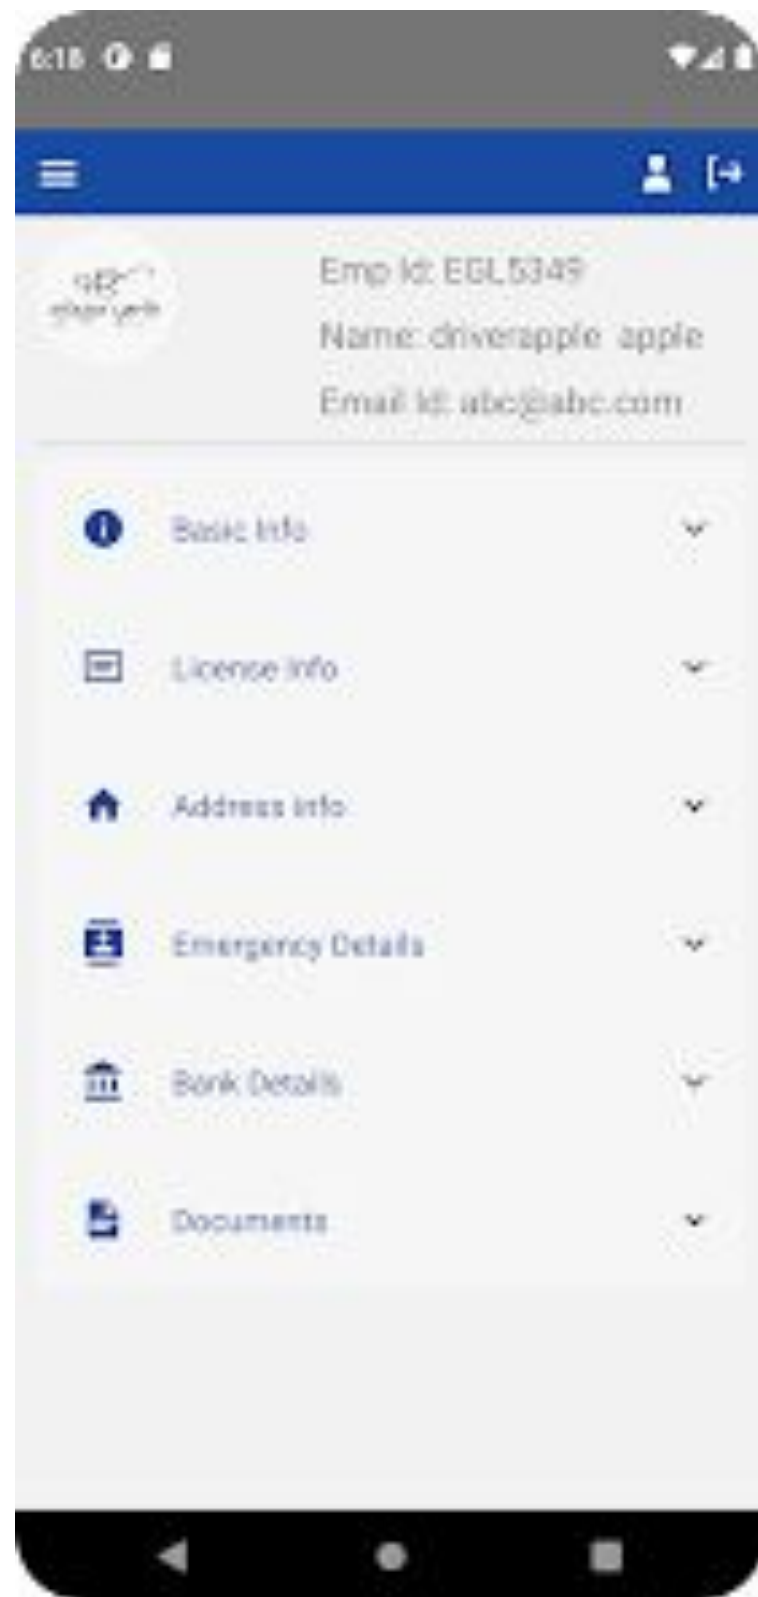 6:18
Emp Id: EGL5349
Name: driverapple apple
Email Id: abc@abc.com
Basic Info
License Info
Address info
Emergency Details
Bank Details
Documents